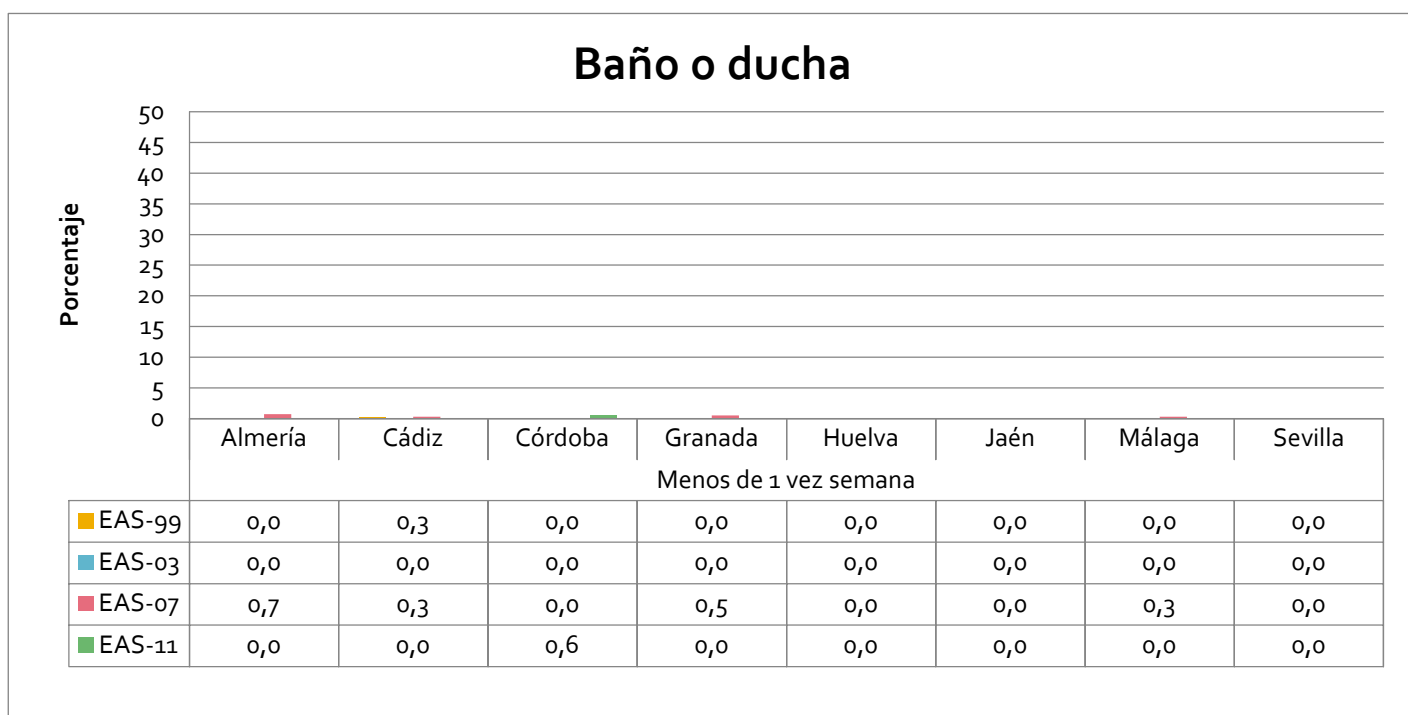 Baño o ducha
Porcentaje
50
45
40
35
30
25
20
15
10
5
0
Almería Cádiz Córdoba Granada Huelva Jaén Málaga Sevilla
Menos de 1 vez semana
EAS-99 0,0 0,3 0,0 0,0 0,0 0,0 0,0 0,0
EAS-03 0,0 0,0 0,0 0,0 0,0 0,0 0,0 0,0
EAS-07 0,7 0,3 0,0 0,5 0,0 0,0 0,3 0,0
EAS-11 0,0 0,0 0,6 0,0 0,0 0,0 0,0 0,0